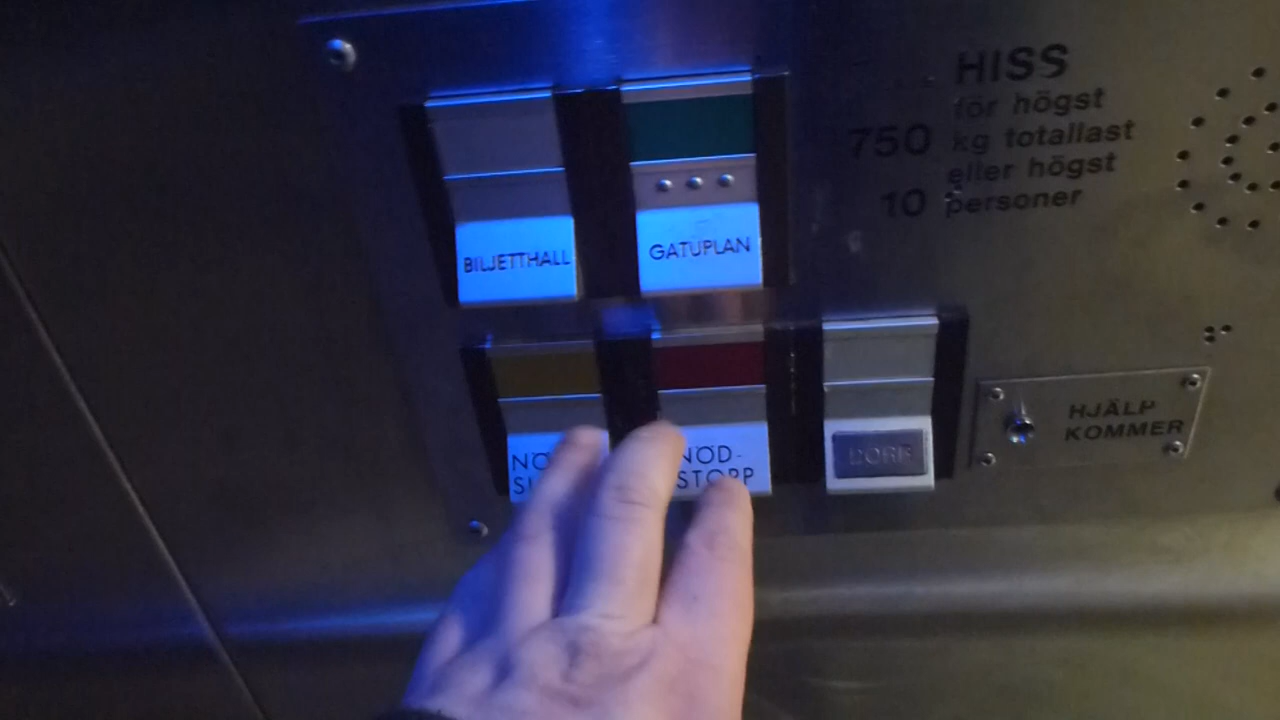 HISS
för högst
750 kg totallast
eller högst
10 personer
BILJETTHALL
GATUPLAN
NÖD-
STOPP
DÖRR
HJÄLP
KOMMER